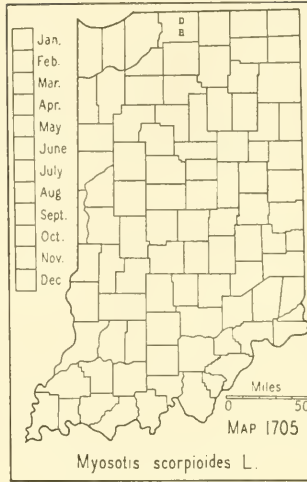 Jan.
Feb.
Mar.
Apr.
May
June
July
Aug
Sept.
Oct.
Nov.
Dec
D
E
Miles
0 50
MAP 1705
Myosotis scorpioides L.